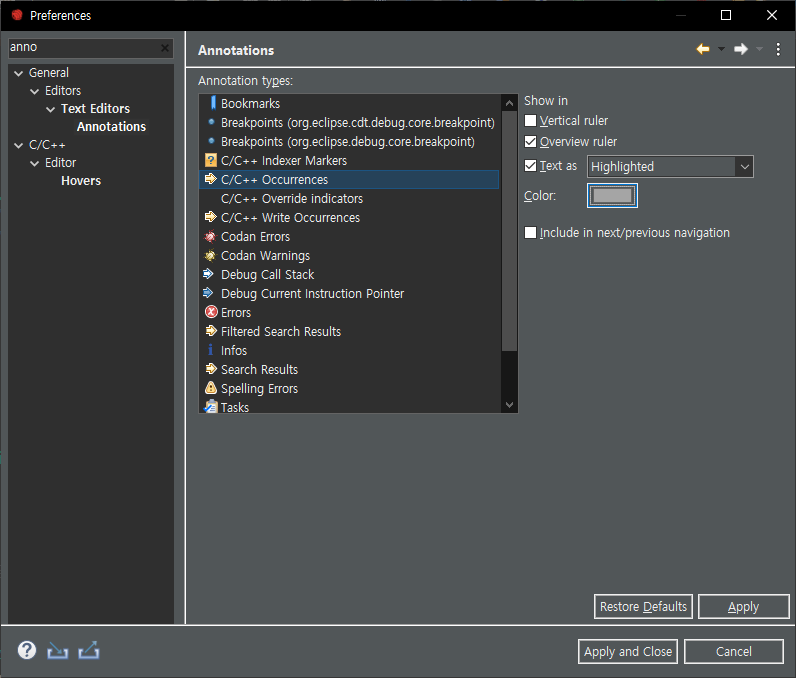 Preferences
anno
General
Editors
Text Editors
Annotations
C/C++
Editor
Hovers
Annotations
Annotation types:
Bookmarks
Breakpoints (org.eclipse.cdt.debug.core.breakpoint)
Breakpoints (org.eclipse.debug.core.breakpoint)
C/C++ Indexer Markers
C/C++ Occurrences
C/C++ Override indicators
C/C++ Write Occurrences
Codan Errors
Codan Warnings
Debug Call Stack
Debug Current Instruction Pointer
Errors
Filtered Search Results
Infos
Search Results
Spelling Errors
Tasks
Show in
Vertical ruler
Overview ruler
Text as Highlighted
Color:
Include in next/previous navigation
Restore Defaults Apply
Apply and Close Cancel